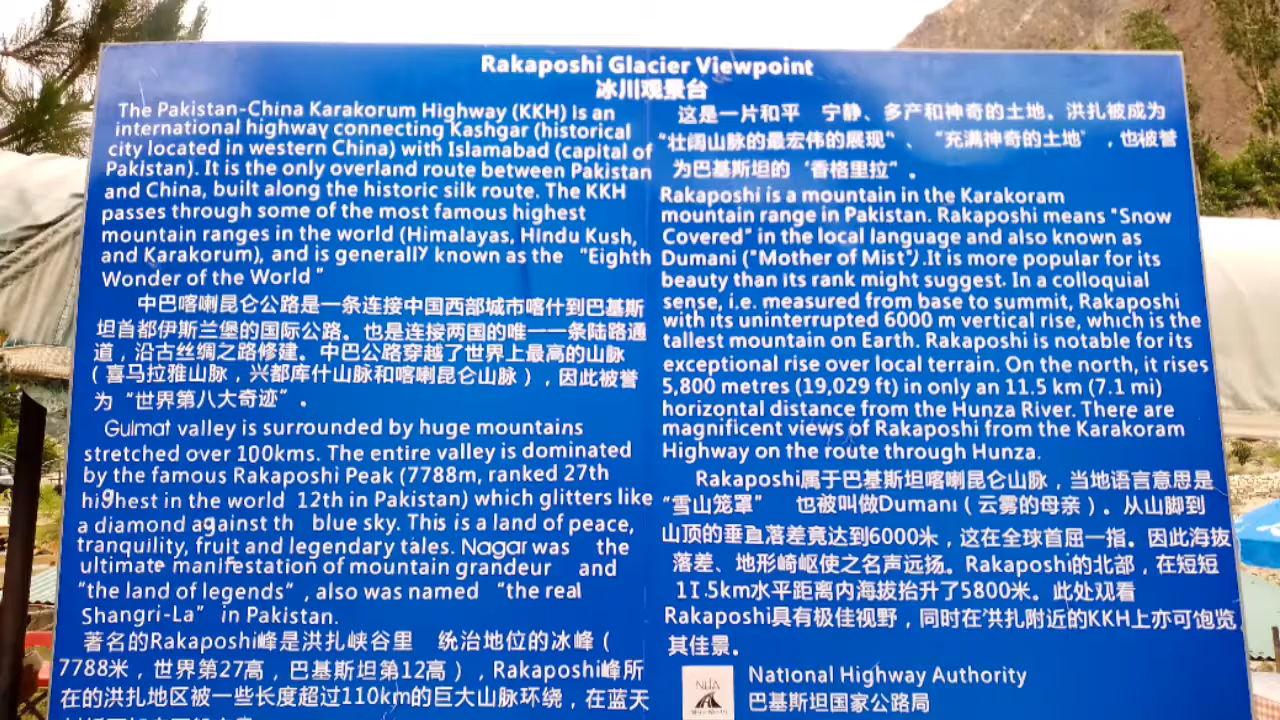 Rakaposhi Glacier Viewpoint
冰川观景台
The Pakistan-China Karakorum Highway (KKH) is an
international highway connecting Kashgar (historical
city located in western China) with Islamabad (capital of
Pakistan). It is the only overland route between Pakistan
and China, built along the historic silk route. The KKH
passes through some of the most famous highest
mountain ranges in the world (Himalayas, Hindu Kush,
and Karakorum), and is generally known as the "Eighth
Wonder of the World "
中巴喀喇昆仑公路是一条连接中国西部城市喀什到巴基斯
坦首都伊斯兰堡的国际公路。也是连接两国的唯一一条陆路通
道，沿古丝绸之路修建。中巴公路穿越了世界上最高的山脉
（喜马拉雅山脉，兴都库什山脉和喀喇昆仑山脉），因此被誉
为“世界第八大奇迹”。
Gulmat valley is surrounded by huge mountains
stretched over 100kms. The entire valley is dominated
by the famous Rakaposhi Peak (7788m, ranked 27th
highest in the world 12th in Pakistan) which glitters like
a diamond against th blue sky. This is a land of peace,
tranquility, fruit and legendary tales. Nagar was the
ultimate manifestation of mountain grandeur and
"the land of legends", also was named "the real
Shangri-La" in Pakistan.
著名的Rakaposhi峰是洪扎峡谷里 统治地位的冰峰（
7788米，世界第27高，巴基斯坦第12高），Rakaposhi峰所
在的洪扎地区被一些长度超过110km的巨大山脉环绕，在蓝天
这是一片和平 宁静、多产和神奇的土地。洪扎被成为
“壮阔山脉的最宏伟的展现”、“充满神奇的土地”，也被誉
为巴基斯坦的‘香格里拉”。
Rakaposhi is a mountain in the Karakoram
mountain range in Pakistan. Rakaposhi means "Snow
Covered" in the local language and also known as
Dumani ("Mother of Mist").It is more popular for its
beauty than its rank might suggest. In a colloquial
sense, i.e. measured from base to summit, Rakaposhi
with its uninterrupted 6000 m vertical rise, which is the
tallest mountain on Earth. Rakaposhi is notable for its
exceptional rise over local terrain. On the north, it rises
5,800 metres (19,029 ft) in only an 11.5 km (7.1 mi)
horizontal distance from the Hunza River. There are
magnificent views of Rakaposhi from the Karakoram
Highway on the route through Hunza.
Rakaposhi属于巴基斯坦喀喇昆仑山脉，当地语言意思是
“雪山笼罩” 也被叫做Dumani（云雾的母亲）。从山脚到
山顶的垂直落差竟达到6000米，这在全球首屈一指。因此海拔
落差、地形崎岖使之名声远扬。Rakaposhi的北部，在短短
11.5km水平距离内海拔抬升了5800米。此处观看
Rakaposhi具有极佳视野，同时在洪扎附近的KKH上亦可饱览
其佳景。
NHA
National Highway Authority
巴基斯坦国家公路局